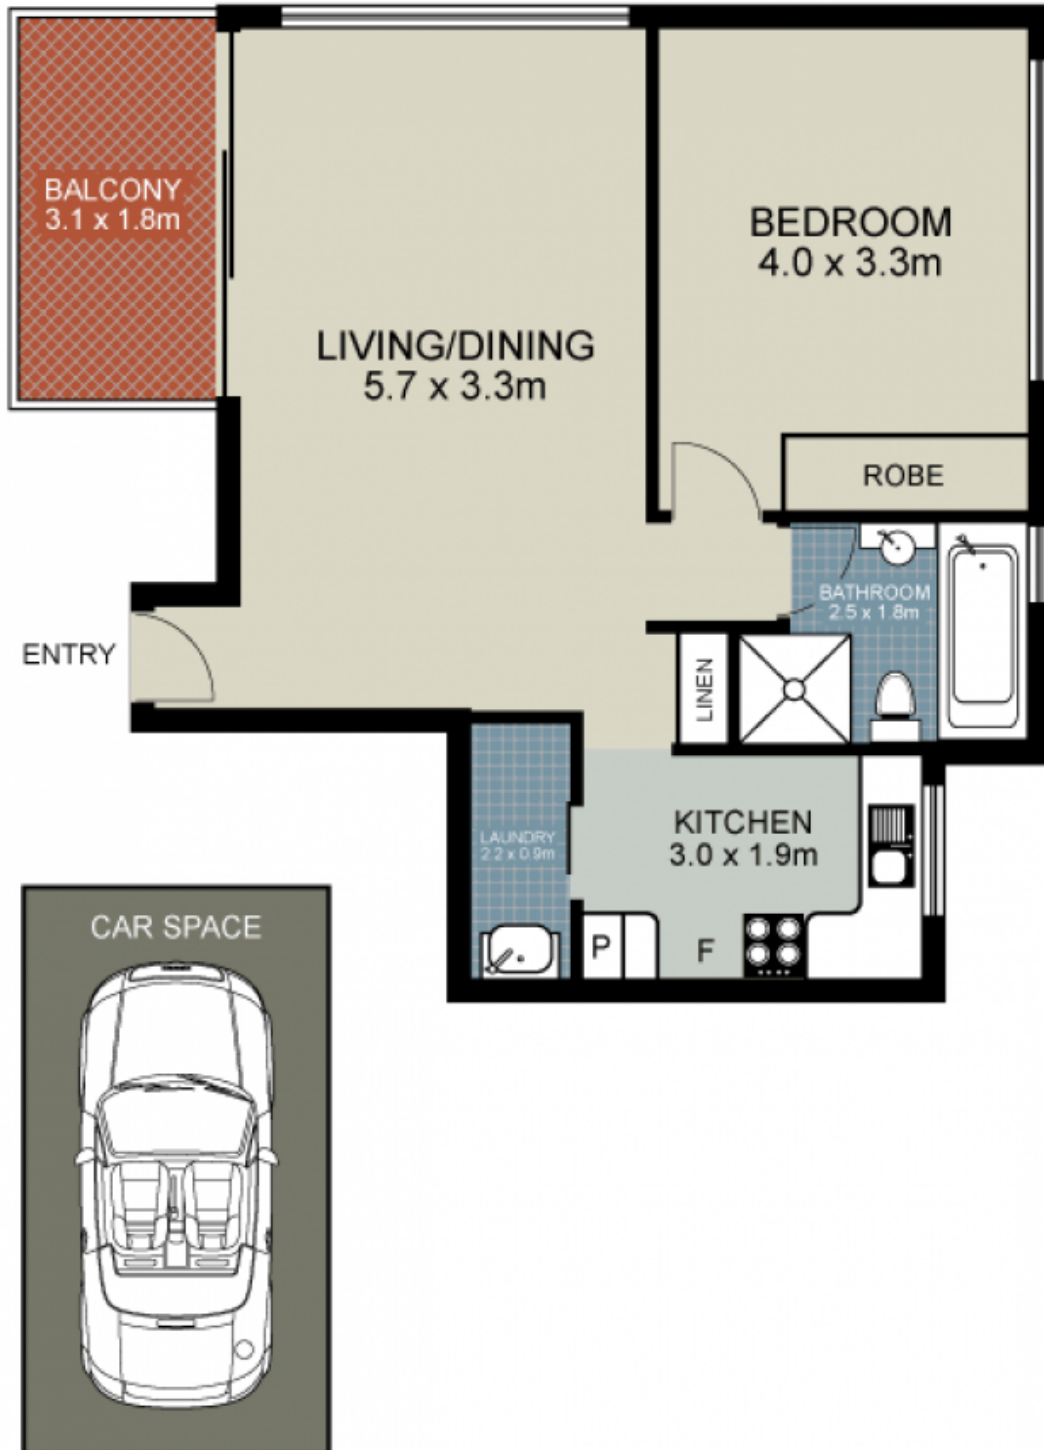 BALCONY
3.1 x 1.8m
BEDROOM
4.0 x 3.3m
LIVING/DINING
5.7 x 3.3m
ROBE
BATHROOM
2.5 x 1.8m
ENTRY
LINEN
KITCHEN
3.0 x 1.9m
LAUNDRY
2.2 x 0.9m
P
F
CAR SPACE